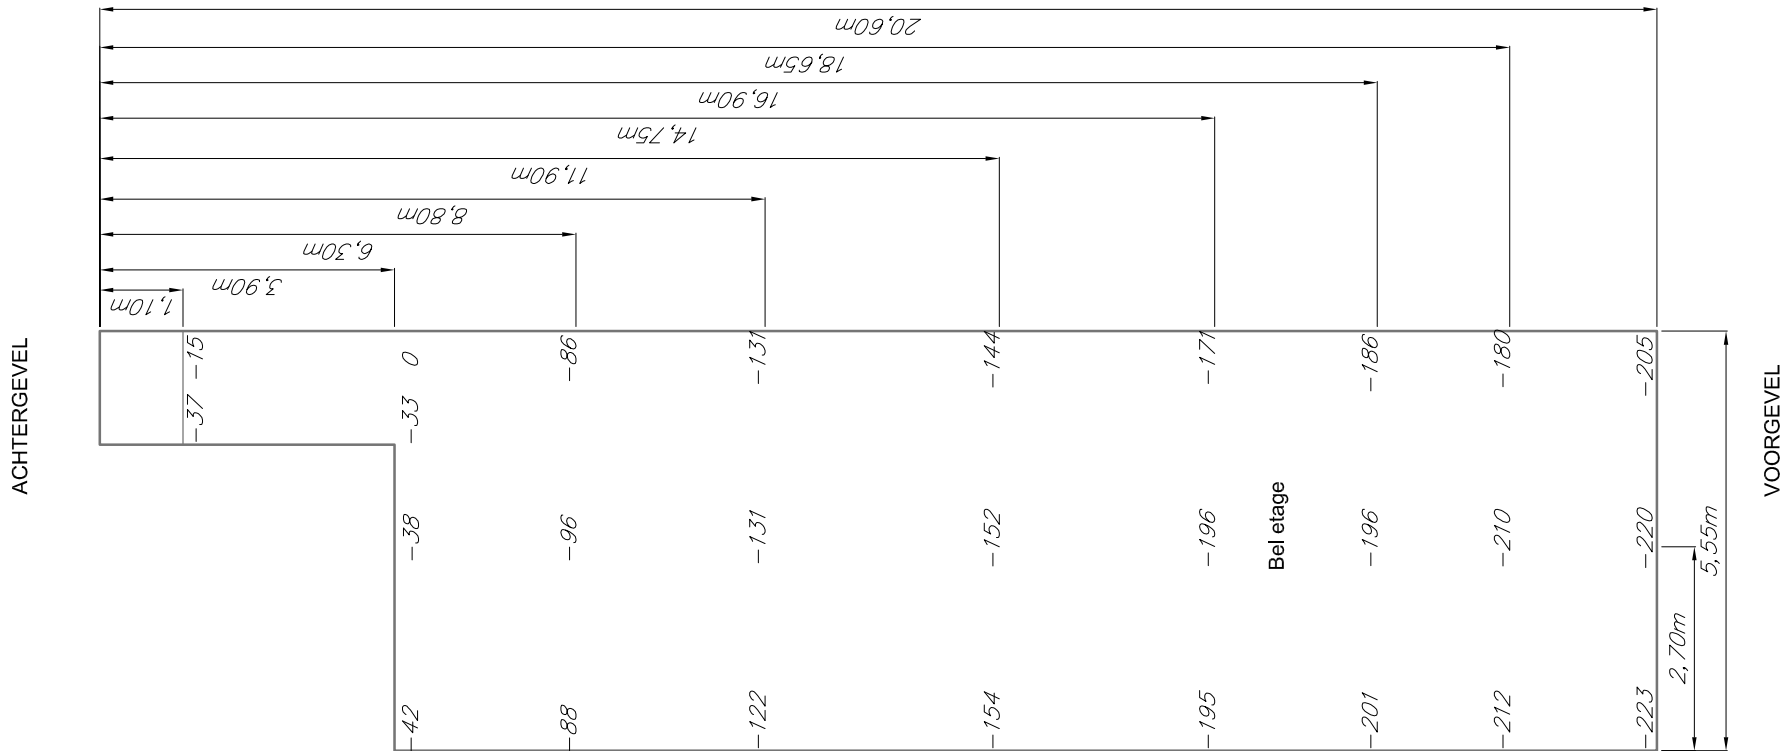 20,60m
18,65m
16,90m
14,75m
11,90m
8,80m
6,30m
3,90m
1,10m
ACHTERGEVEL
VOORGEVEL
-15 0 -86 -131 -144 -171 -186 -180 -205
-37 -33
-38 -96 -131 -152 -196 -196 -210 -220
Bel etage
5,55m
2,70m
-42 -88 -122 -154 -195 -201 -212 -223